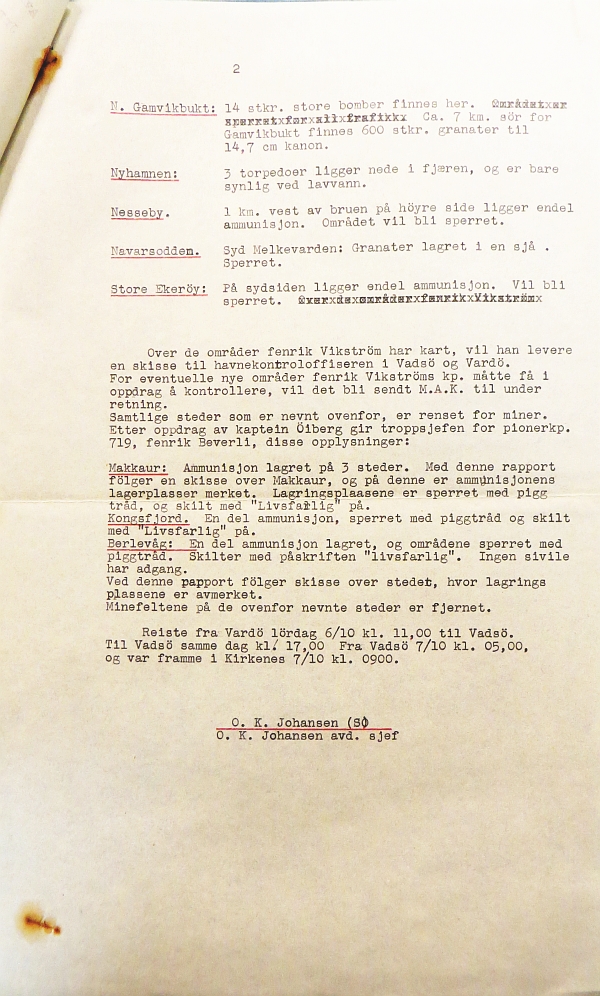 2
N. Gamvikbukt: 14 stkr. store bomber finnes her. Området er
sperret for all trafikk Ca. 7 km. sör for
Gamvikbukt finnes 600 stkr. granater til
14,7 cm kanon.
Nyhamnen: 3 torpedoer ligger nede i fjæren, og er bare
synlig ved lavvann.
Nesseby. 1 km. vest av bruen på höyre side ligger endel
ammunisjon. Området vil bli sperret.
Navarsodden. Syd Melkevarden: Granater lagret i en sjå .
Sperret.
Store Ekeröy: På sydsiden ligger endel ammunisjon. Vil bli
sperret. fenrik Vikström
Over de områder fenrik Vikström har kart, vil han levere
en skisse til havnekontroloffiseren i Vadsö og Vardö.
For eventuelle nye områder fenrik Vikströms kp. måtte få i
oppdrag å kontrollere, vil det bli sendt M.A.K. til under
retning.
Samtlige steder som er nevnt ovenfor, er renset for miner.
Etter oppdrag av kaptein Öiberg gir troppsjefen for pionerkp.
719, fenrik Beverli, disse opplysninger:
Makkaur: Ammunisjon lagret på 3 steder. Med denne rapport
fölger en skisse over Makkaur, og på denne er ammunisjonens
lagerplasser merket. Lagringsplaasene er sperret med pigg
tråd, og skilt med "Livsfarlig" på.
Kongsfjord. En del ammunisjon, sperret med piggtråd og skilt
med "Livsfarlig" på.
Berlevåg: En del ammunisjon lagret, og områdene sperret med
piggtråd. Skilter med påskriften "livsfarlig". Ingen sivile
har adgang.
Ved denne rapport fölger skisse over stedet, hvor lagrings
plassene er avmerket.
Minefeltene på de ovenfor nevnte steder er fjernet.
Reiste fra Vardö lördag 6/10 kl. 11,00 til Vadsö.
Til Vadsö samme dag kl. 17,00 Fra Vadsö 7/10 kl. 05,00,
og var framme i Kirkenes 7/10 kl. 0900.
O. K. Johansen (S)
O. K. Johansen avd. sjef